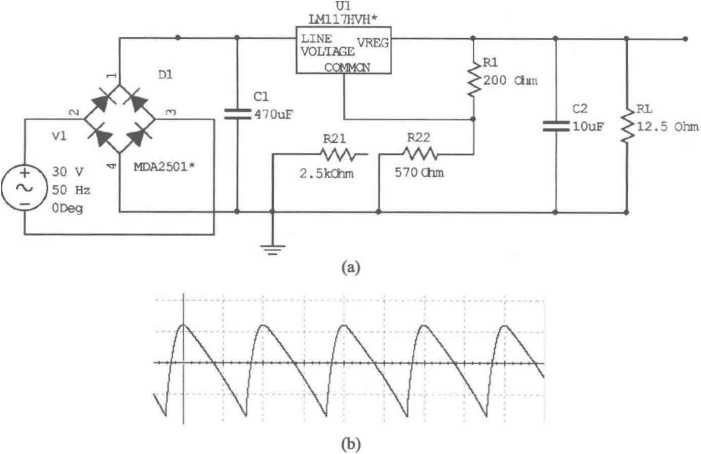 U1
LM117HVH*
LINE
VREG
VOLTAGE
COMMON
1
D1
R1
200 Ohm
C1
470uF
2
3
V1
C2
10uF
RL
12.5 Ohm
R21
2.5kOhm
R22
570 Ohm
4
MDA2501*
30 V
50 Hz
0Deg
(a)
(b)